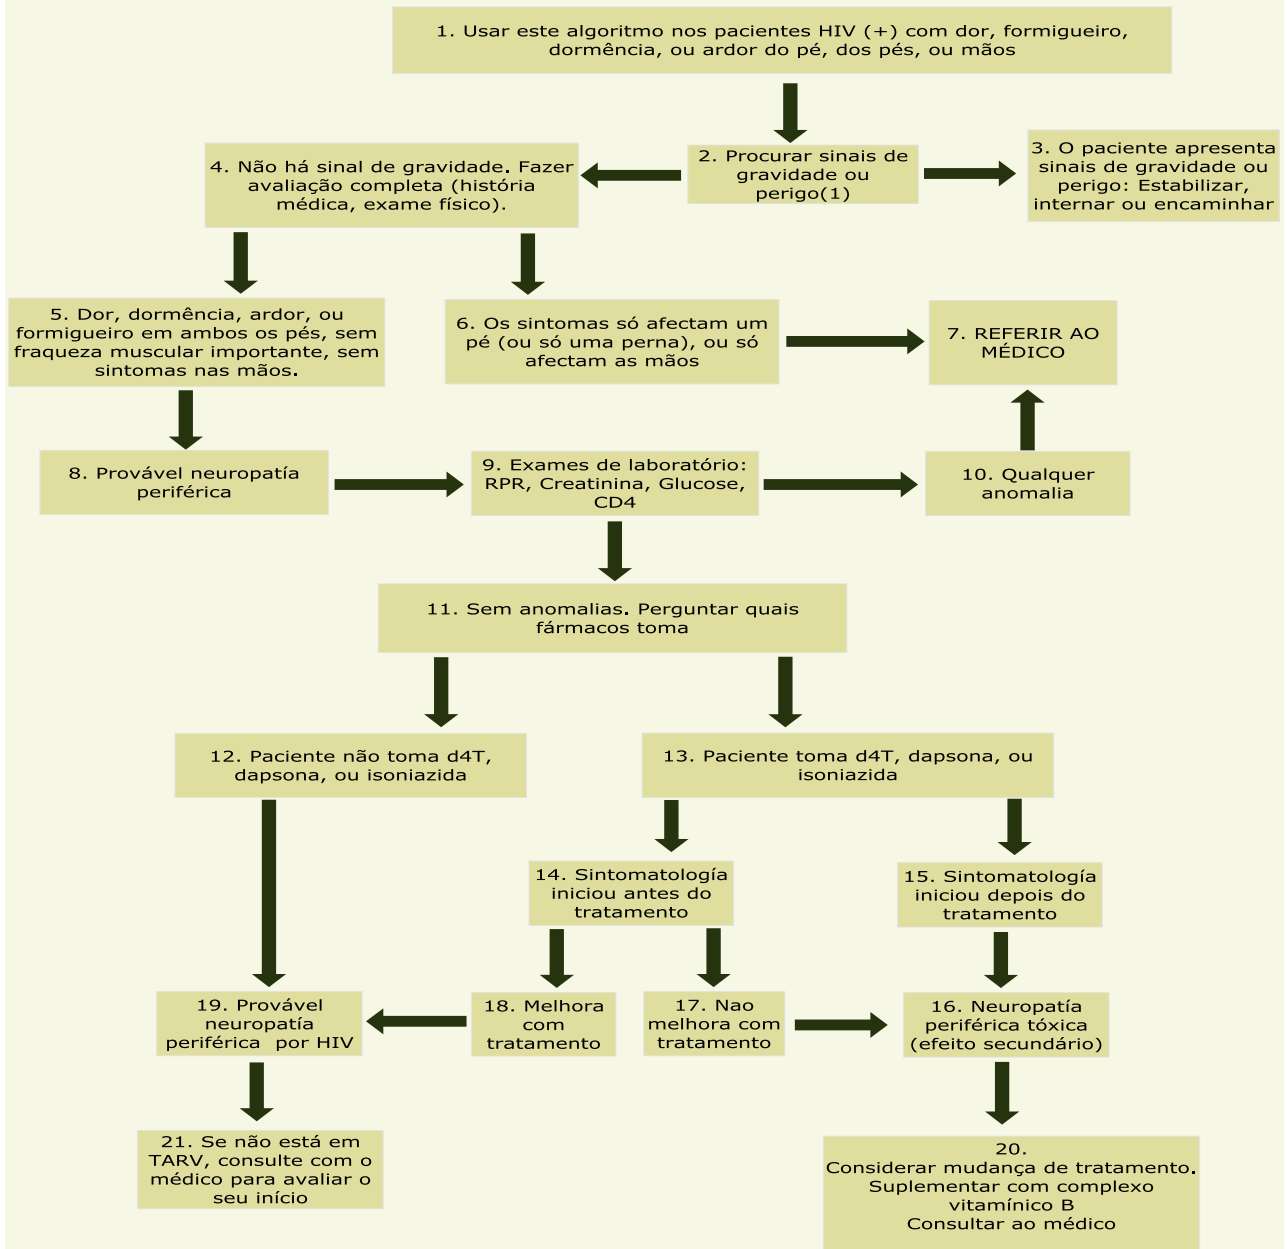 1. Usar este algoritmo nos pacientes HIV (+) com dor, formigueiro,
dormência, ou ardor do pé, dos pés, ou mãos
2. Procurar sinais de
gravidade ou
perigo(1)
3. O paciente apresenta
sinais de gravidade ou
perigo: Estabilizar,
internar ou encaminhar
4. Não há sinal de gravidade. Fazer
avaliação completa (história
médica, exame físico).
5. Dor, dormência, ardor, ou
formigueiro em ambos os pés, sem
fraqueza muscular importante, sem
sintomas nas mãos.
6. Os sintomas só afectam um
pé (ou só uma perna), ou só
afectam as mãos
7. REFERIR AO
MÉDICO
8. Provável neuropatía
periférica
9. Exames de laboratório:
RPR, Creatinina, Glucose,
CD4
10. Qualquer
anomalia
11. Sem anomalias. Perguntar quais
fármacos toma
12. Paciente não toma d4T,
dapsona, ou isoniazida
13. Paciente toma d4T, dapsona, ou
isoniazida
14. Sintomatología
iniciou antes do
tratamento
15. Sintomatología
iniciou depois do
tratamento
19. Provável
neuropatía
periférica  por HIV
18. Melhora
com
tratamento
17. Nao
melhora com
tratamento
16. Neuropatía
periférica tóxica
(efeito secundário)
21. Se não está em
TARV, consulte com o
médico para avaliar o
seu início
20.
Considerar mudança de tratamento.
Suplementar com complexo
vitamínico B
Consultar ao médico